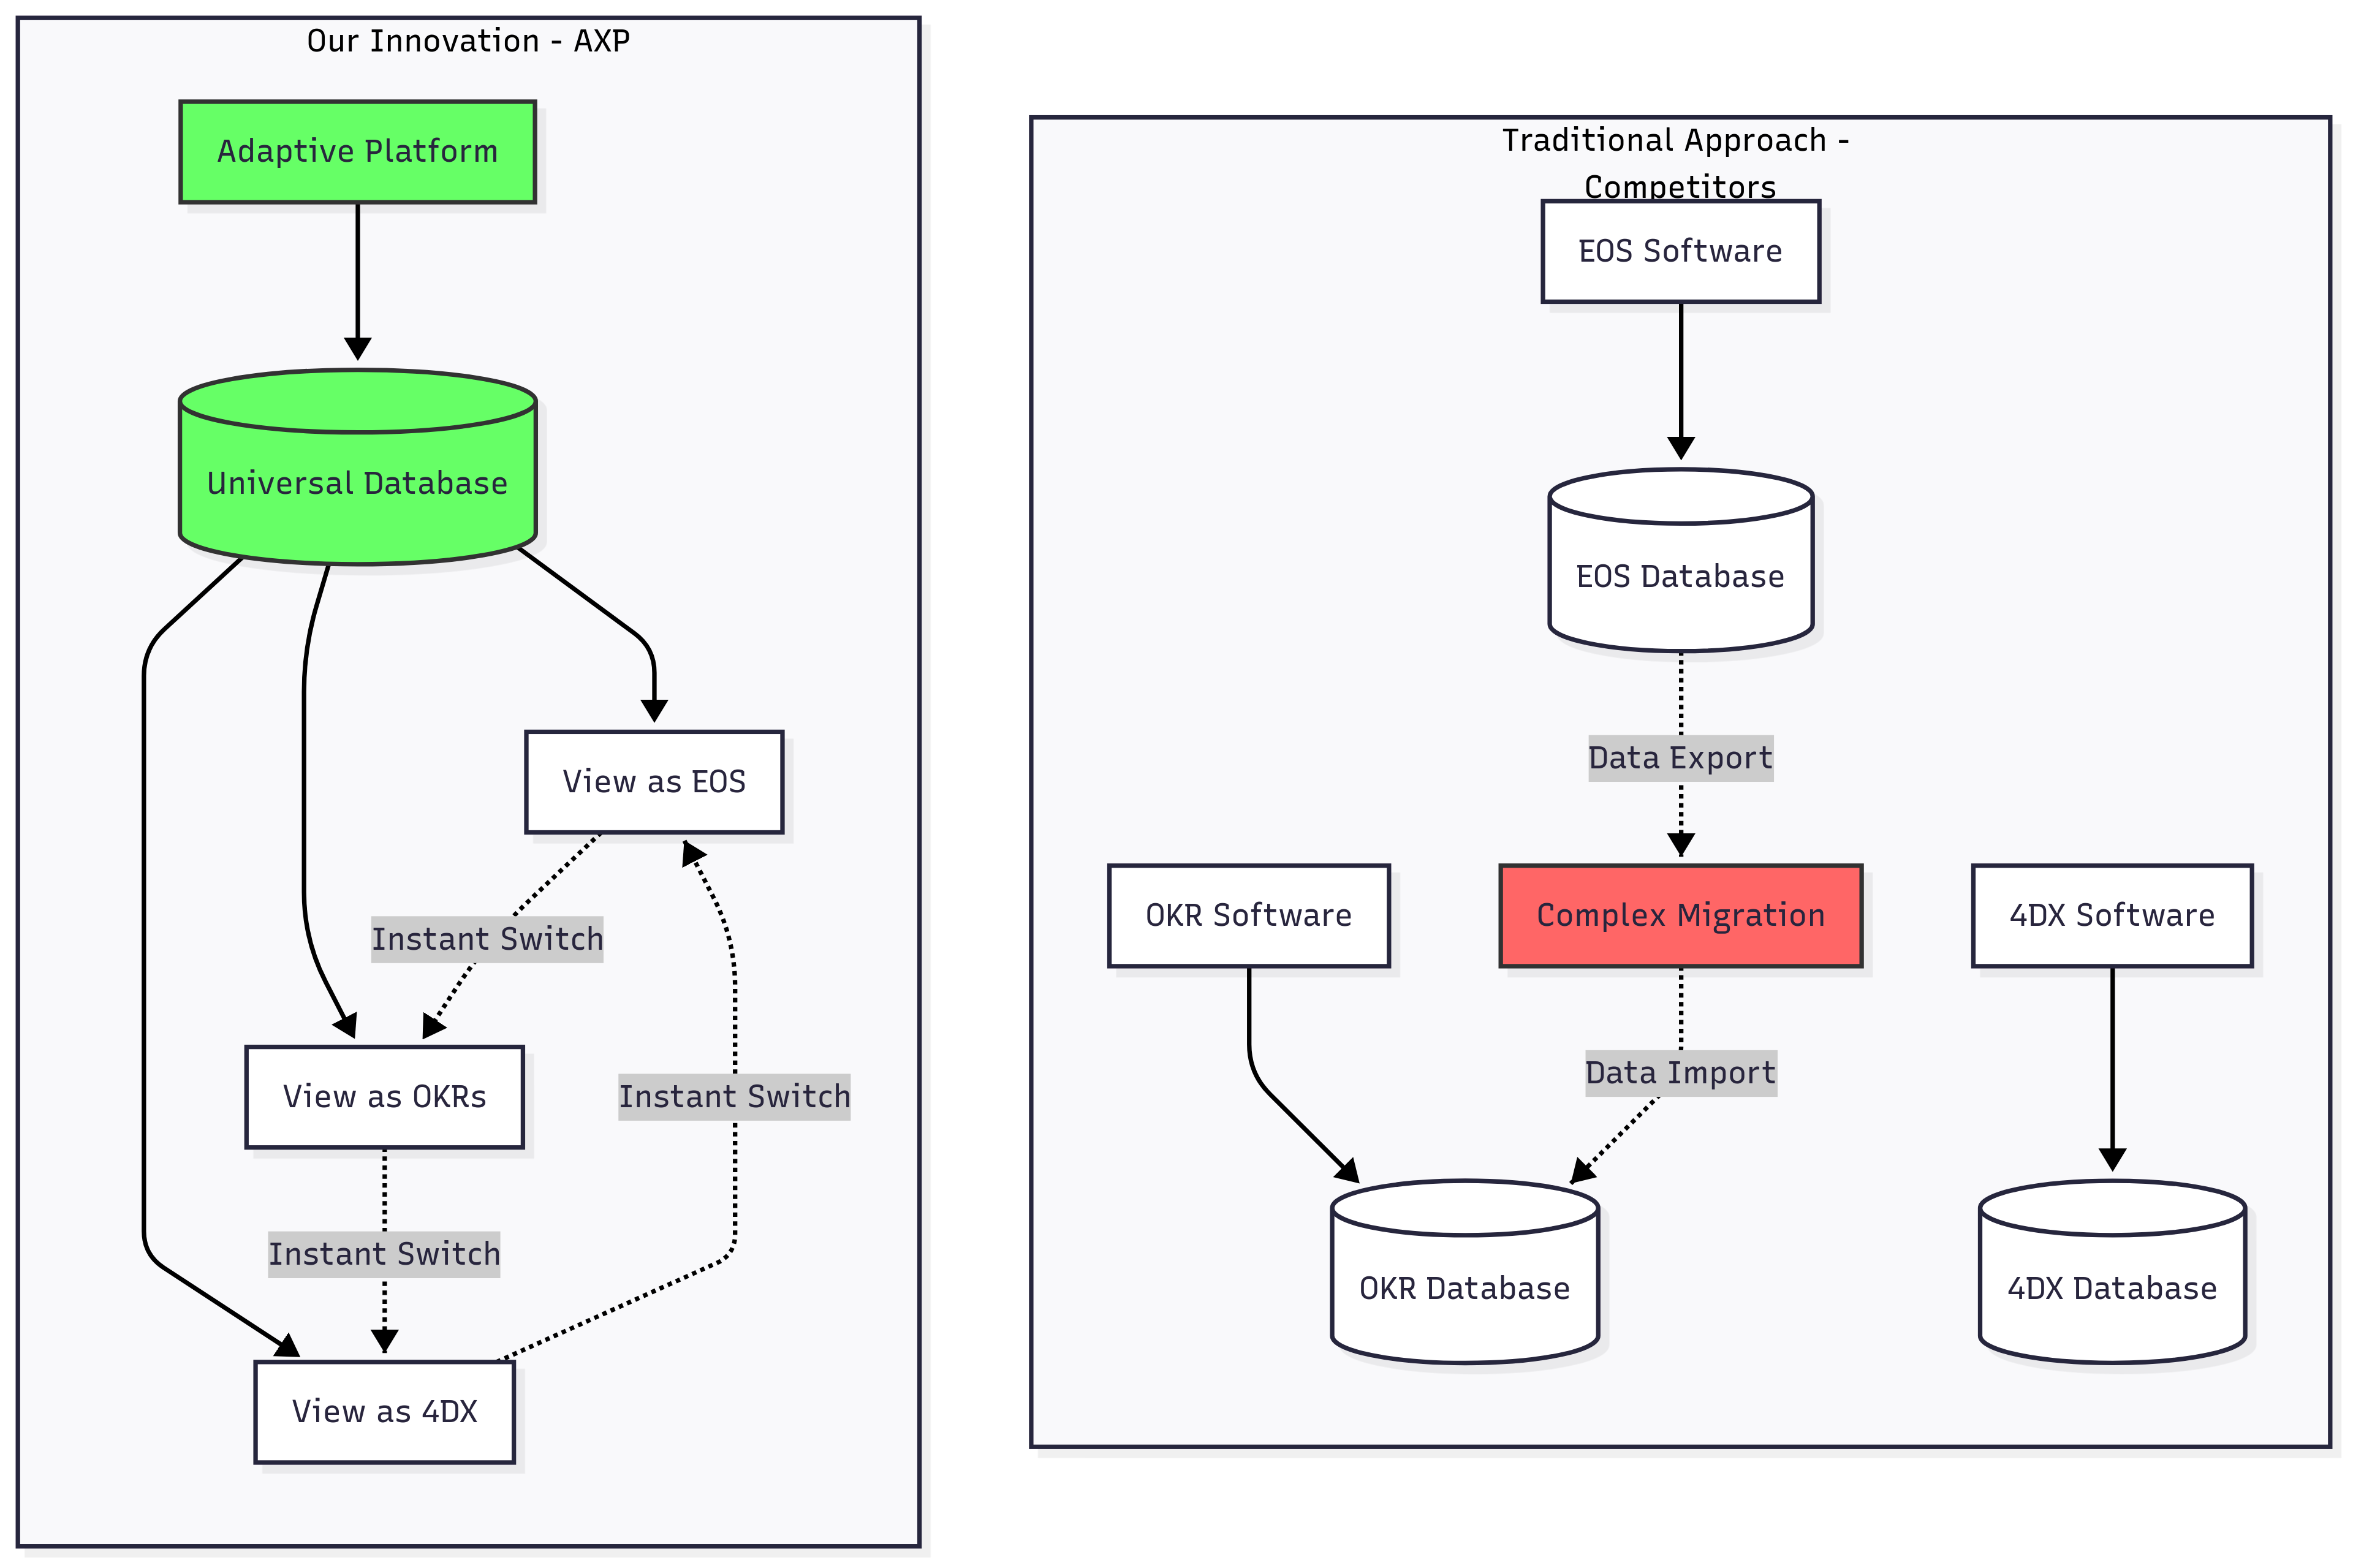 Our Innovation - AXP
Adaptive Platform
Universal Database
View as EOS
Instant Switch
View as OKRs
Instant Switch
Instant Switch
View as 4DX
Traditional Approach -
Competitors
EOS Software
EOS Database
Data Export
OKR Software
Complex Migration
4DX Software
Data Import
OKR Database
4DX Database